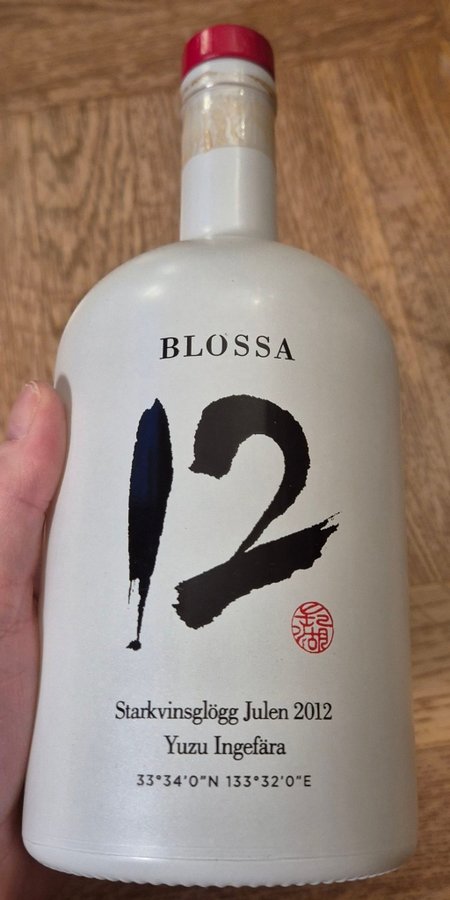 BLOSSA
12
Starkvinsglögg Julen 2012
Yuzu Ingefära
33°34'0"N 133°32'0"E